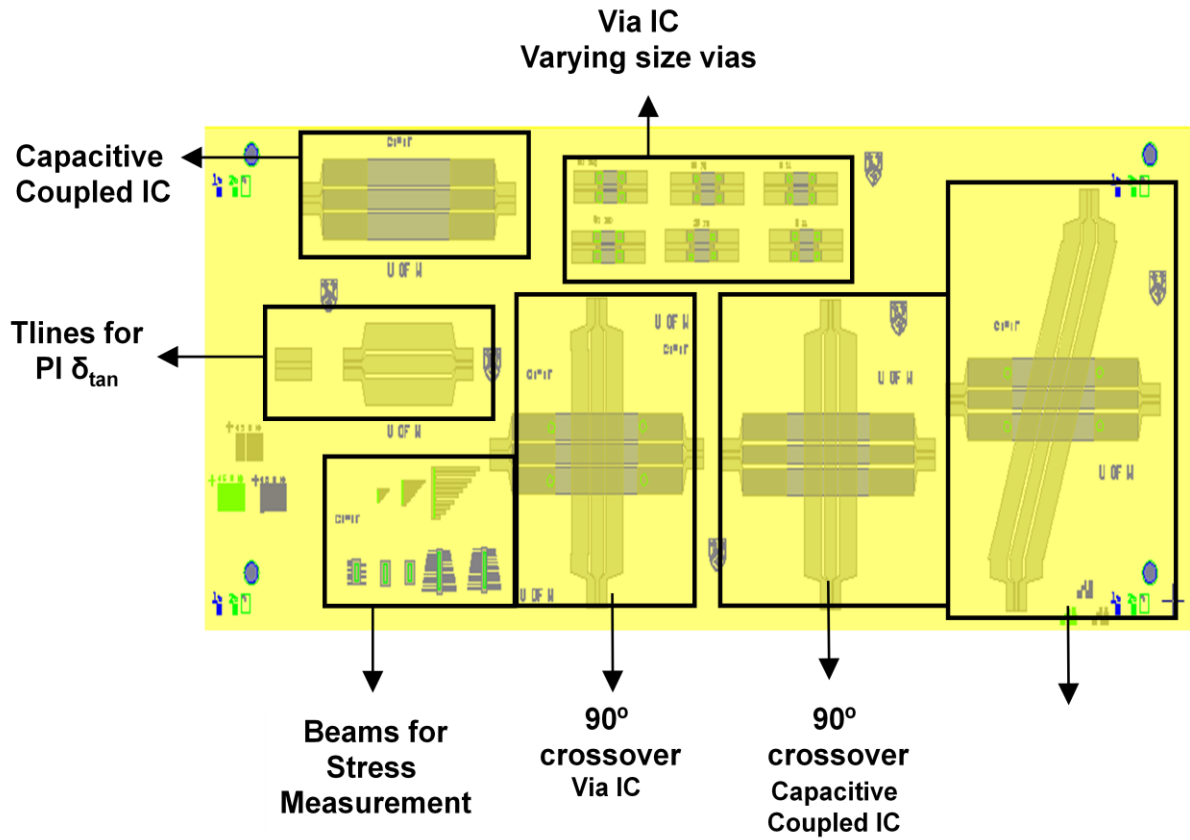 Via IC
Varying size vias
Capacitive
Coupled IC
U OF W
Tlines for
PI δtan
U OF W
U OF W
U OF W
U OF W
U OF W
Beams for
Stress
Measurement
90º
crossover
Via IC
90º
crossover
Capacitive
Coupled IC